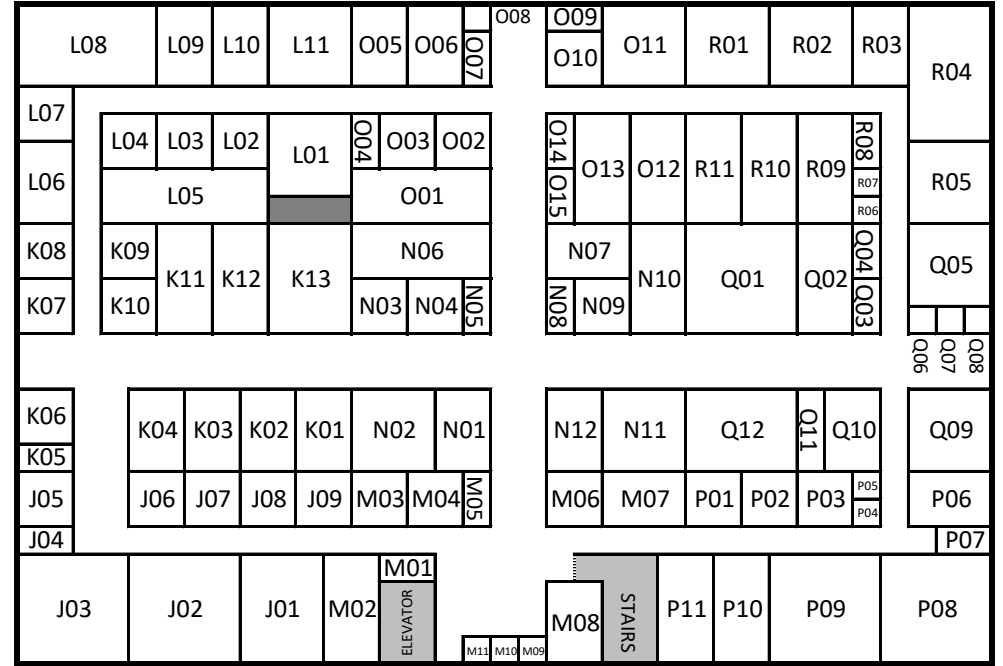 L08 L09 L10 L11 O05 O06 O07 O08 O09 O10 O11 R01 R02 R03 R04
L07
L04 L03 L02 L01 O04 O03 O02 O14 O13 O12 R11 R10 R09 R08
L06 L05 O01 O15 R07 R06 R05
K08 K09 K11 K12 K13 N06 N07 N10 Q01 Q02 Q04 Q05
K07 K10 N03 N04 N05 N08 N09 Q03
Q06 Q07 Q08
K06 K04 K03 K02 K01 N02 N01 N12 N11 Q12 Q11 Q10 Q09
K05
J05 J06 J07 J08 J09 M03 M04 M05 M06 M07 P01 P02 P03 P05 P04 P06
J04 P07
M01
J03 J02 J01 M02 ELEVATOR M08 STAIRS P11 P10 P09 P08
M11 M10 M09